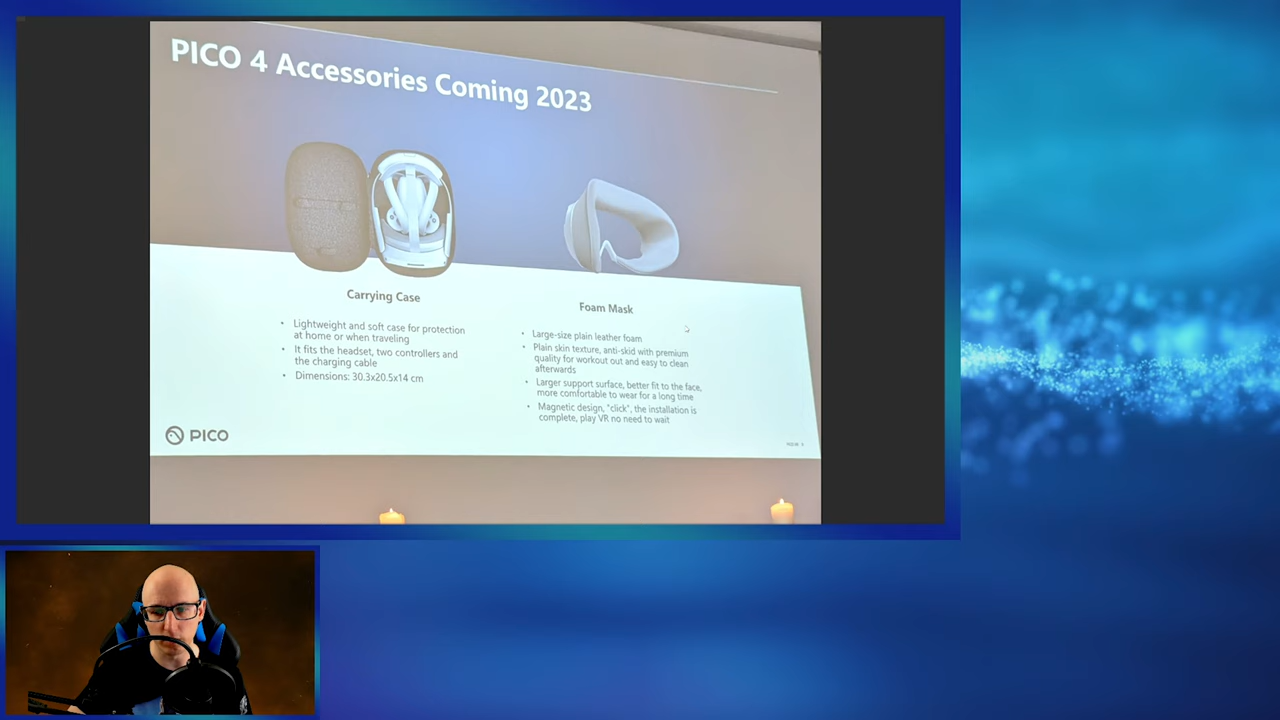 PICO 4 Accessories Coming 2023
Carrying Case
• Lightweight and soft case for protection
at home or when traveling
• It fits the headset, two controllers and
the charging cable
• Dimensions: 30.3x20.5x14 cm
Foam Mask
• Large-size plain leather foam
• Plain skin texture, anti-skid with premium
quality for workout out and easy to clean
afterwards
• Larger support surface, better fit to the face,
more comfortable to wear for a long time
• Magnetic design, "click", the installation is
complete, play VR no need to wait
PICO